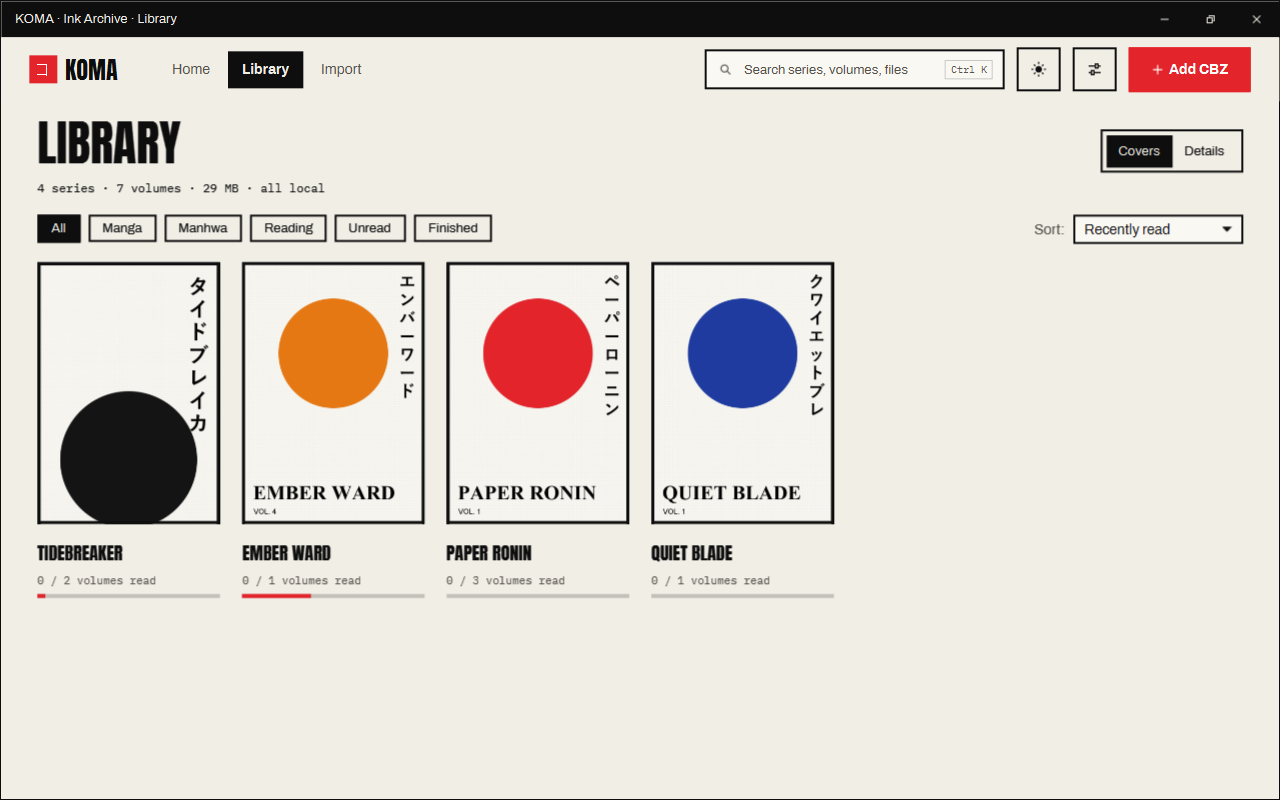 KOMA · Ink Archive · Library
KOMA
Home
Library
Import
Search series, volumes, files
Ctrl K
+ Add CBZ
LIBRARY
4 series · 7 volumes · 29 MB · all local
Covers
Details
All
Manga
Manhwa
Reading
Unread
Finished
Sort:
Recently read
タイドブレイカ
エンバーワード
EMBER WARD
VOL. 4
ペーパーローニン
PAPER RONIN
VOL. 1
クワイエットブレ
QUIET BLADE
VOL. 1
TIDEBREAKER
0 / 2 volumes read
EMBER WARD
0 / 1 volumes read
PAPER RONIN
0 / 3 volumes read
QUIET BLADE
0 / 1 volumes read